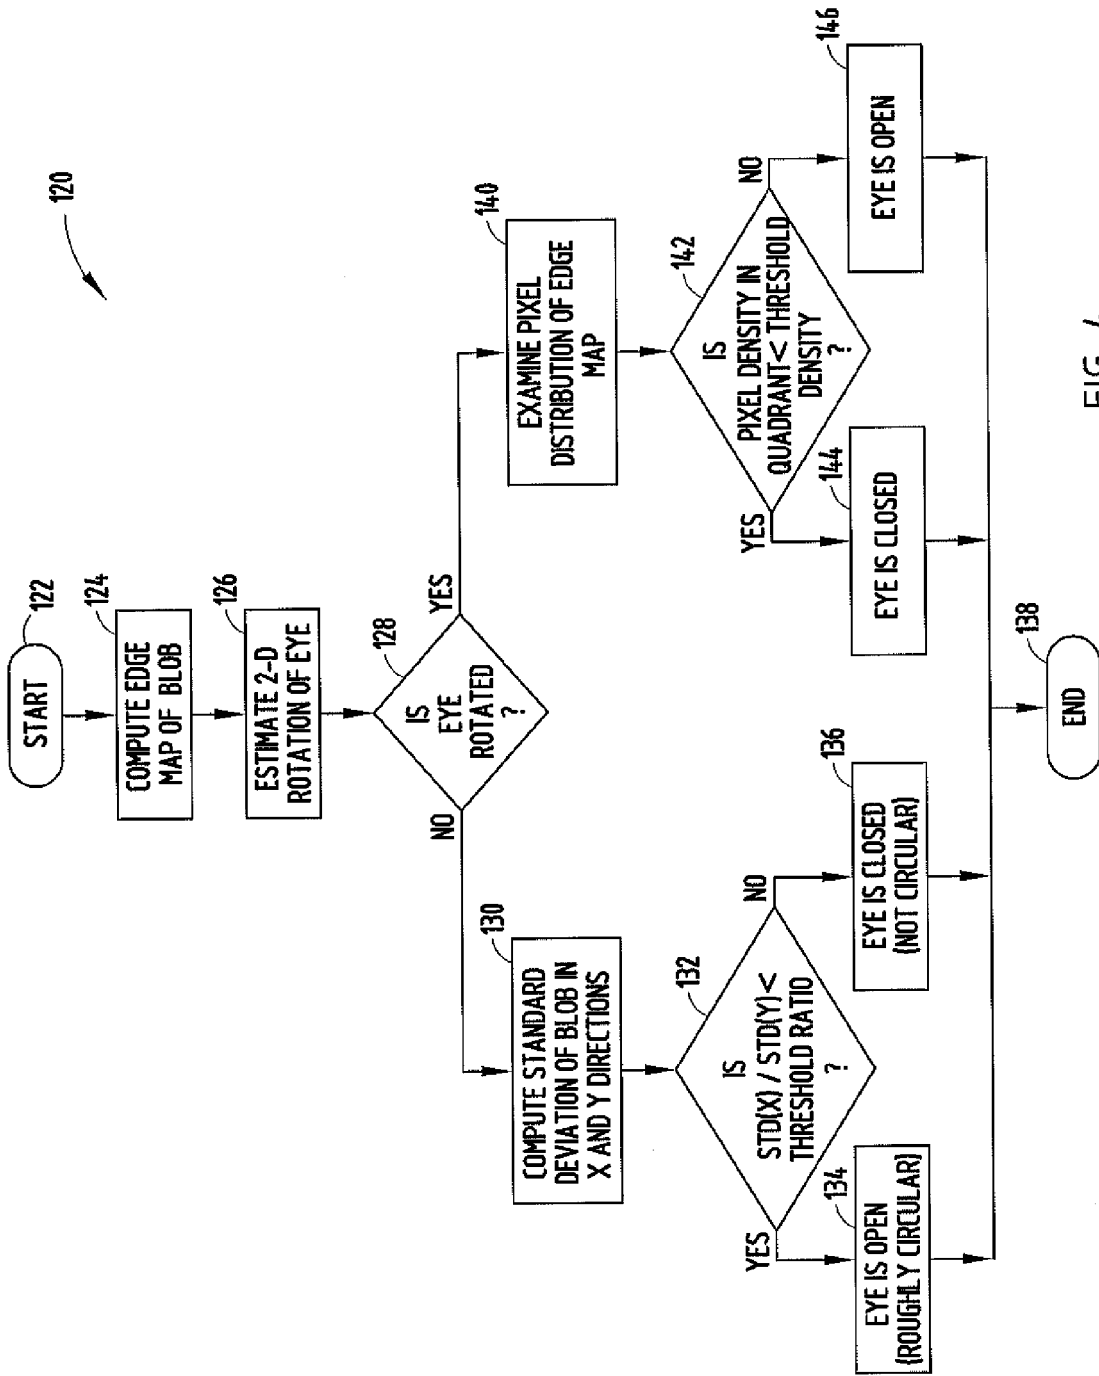 120
START
122
COMPUTE EDGE
MAP OF BLOB
124
ESTIMATE 2-D
ROTATION OF EYE
126
IS
EYE
ROTATED
?
128
NO
YES
COMPUTE STANDARD
DEVIATION OF BLOB IN
X AND Y DIRECTIONS
130
IS
STD(X) / STD(Y)<
THRESHOLD RATIO
?
132
YES
NO
EYE IS OPEN
(ROUGHLY CIRCULAR)
134
EYE IS CLOSED
(NOT CIRCULAR)
136
EXAMINE PIXEL
DISTRIBUTION OF EDGE
MAP
140
IS
PIXEL DENSITY IN
QUADRANT< THRESHOLD
DENSITY
?
142
YES
NO
EYE IS CLOSED
144
EYE IS OPEN
146
END
138
FIG.